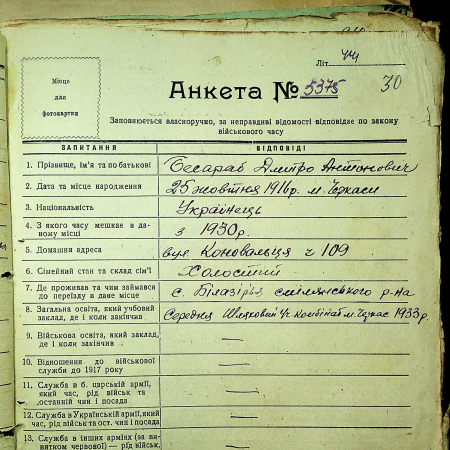 Літ. 44
Місце
для
фотокартки
Анкета № 5375
30
Заповнюється власноручно, за неправдиві відомості відповідає по закону
військового часу
ЗАПИТАННЯ ВІДПОВІДІ
1. Прізвище, ім'я та по батькові Бесараб Дмитро Антонович
2. Дата та місце народження 25 жовтня 1916р. м. Черкаси
3. Національність Українець
4. З якого часу мешкає в да-
ному місці з 1930р.
5. Домашня адреса вул Коновальця ч 109
6. Сімейний стан та склад сім'ї Холостий
7. Де проживав та чим займався
до переїзду в дане місце с. Білазір'я смілянського р-на
8. Загальна освіта, який учбовий
заклад, де і коли закінчив Середня Шляховий Уч. Комбінат м. Черкас 1933 р.
9. Військова освіта, який заклад,
де і коли закінчив —
10. Відношення до військової
служби до 1917 року —
11. Служба в б. царській армії,
який час, рід військ та
останній чин і посада —
12. Служба в Українській армії, який
час, рід військ та ост. чин і посада —
13. Служба в інших арміях (за ви-
нятком червоної) — рід військ, —